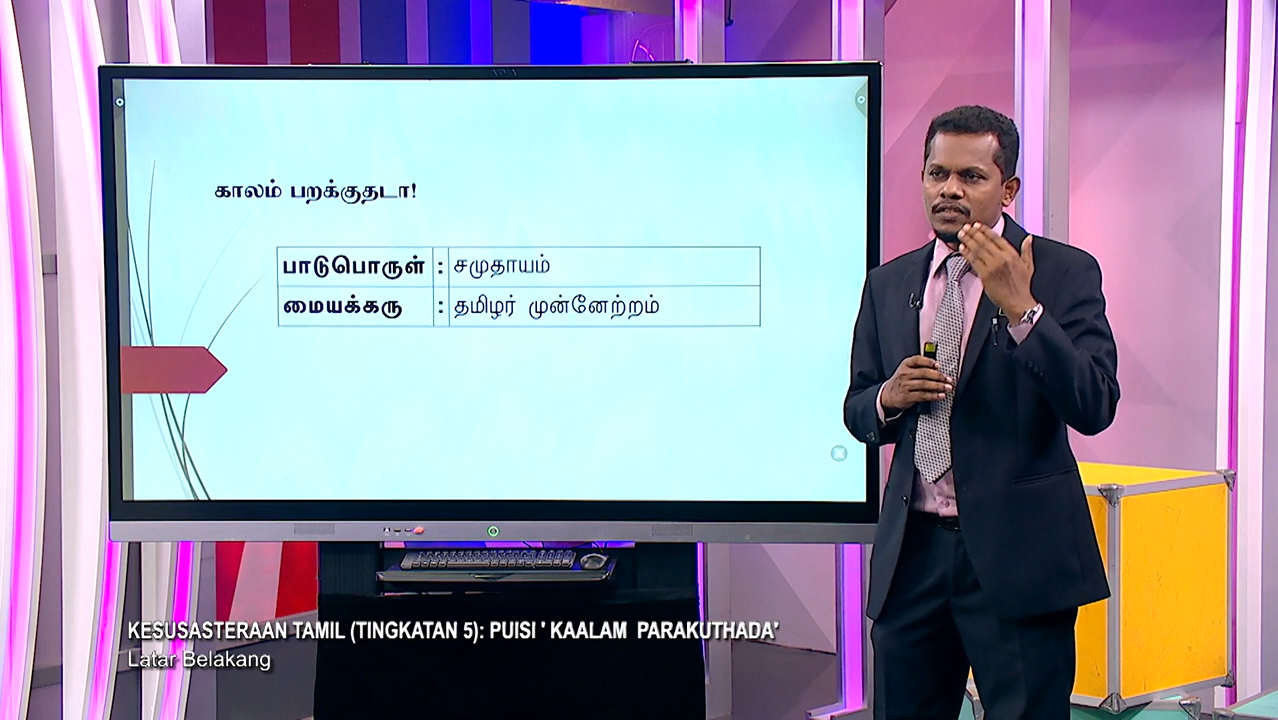 காலம் பறக்குதடா!
பாடுபொருள் : சமுதாயம்
மையக்கரு : தமிழர் முன்னேற்றம்
KESUSASTERAAN TAMIL (TINGKATAN 5): PUISI ' KAALAM PARAKUTHADA'
Latar Belakang